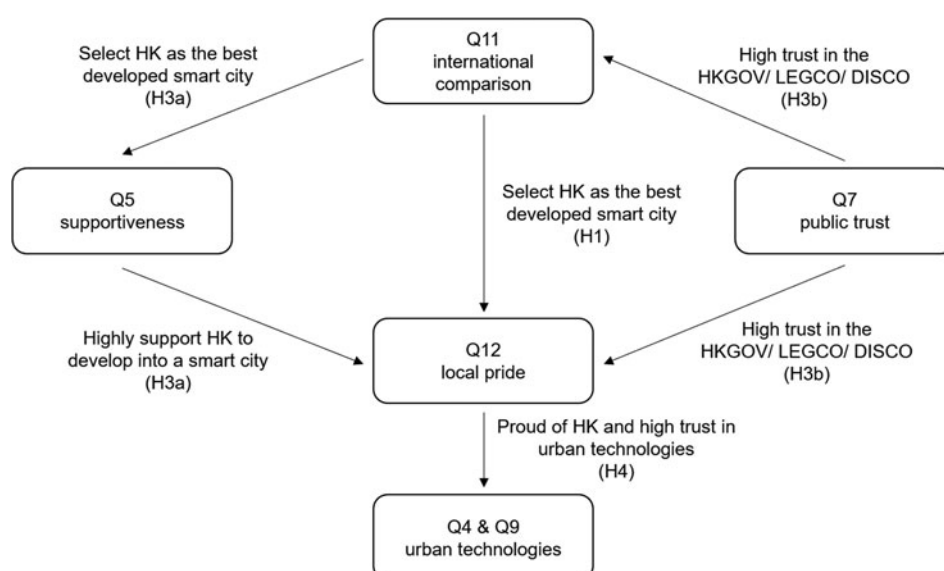 Q11
international
comparison
Select HK as the best
developed smart city
(H3a)
High trust in the
HKGOV/ LEGCO/ DISCO
(H3b)
Q5
supportiveness
Select HK as the best
developed smart city
(H1)
Q7
public trust
Highly support HK to
develop into a smart city
(H3a)
Q12
local pride
High trust in the
HKGOV/ LEGCO/ DISCO
(H3b)
Proud of HK and high trust in
urban technologies
(H4)
Q4 & Q9
urban technologies